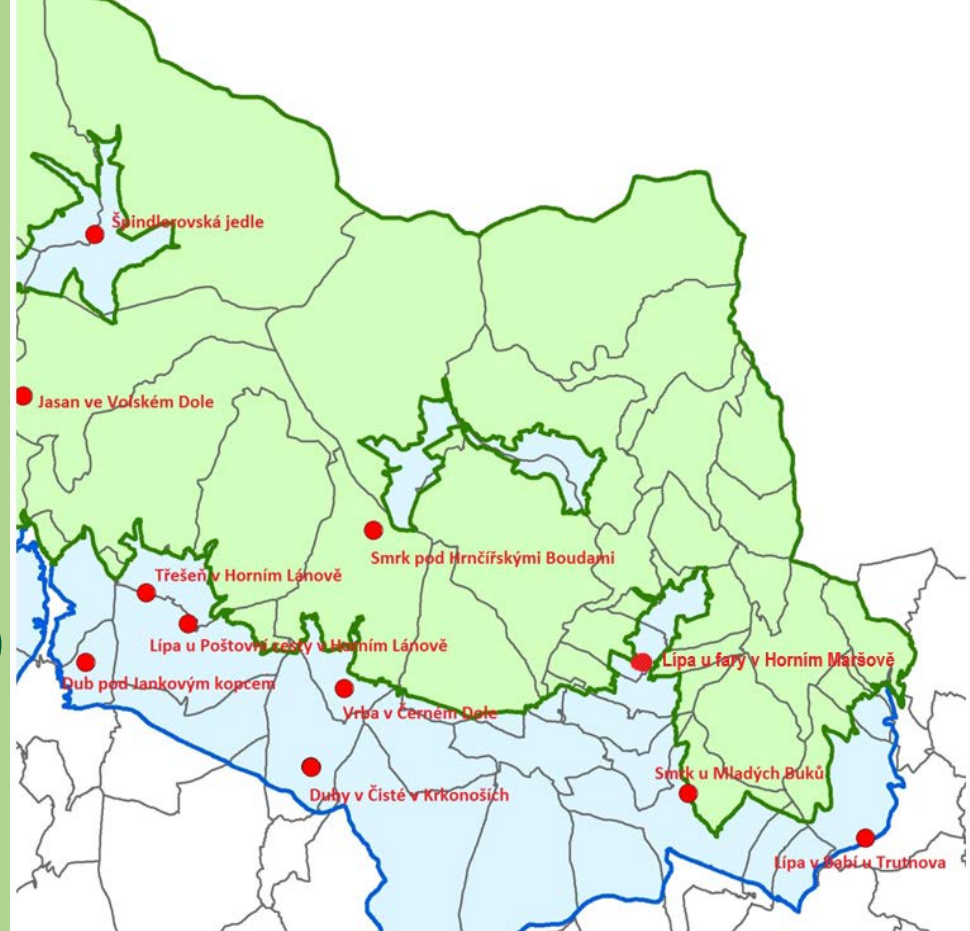 Špindlerovská jedle
Jasan ve Volském Dole
Smrk pod Hrnčířskými Boudami
Třešeň v Horním Lánově
Lípa u Poštovní cesty v Horním Lánově
Lípa u fary v Horním Maršově
Dub pod Jankovým kopcem
Vrba v Černém Dole
Smrk u Mladých Buků
Duby v Čisté v Krkonoších
Lípa v Babí u Trutnova